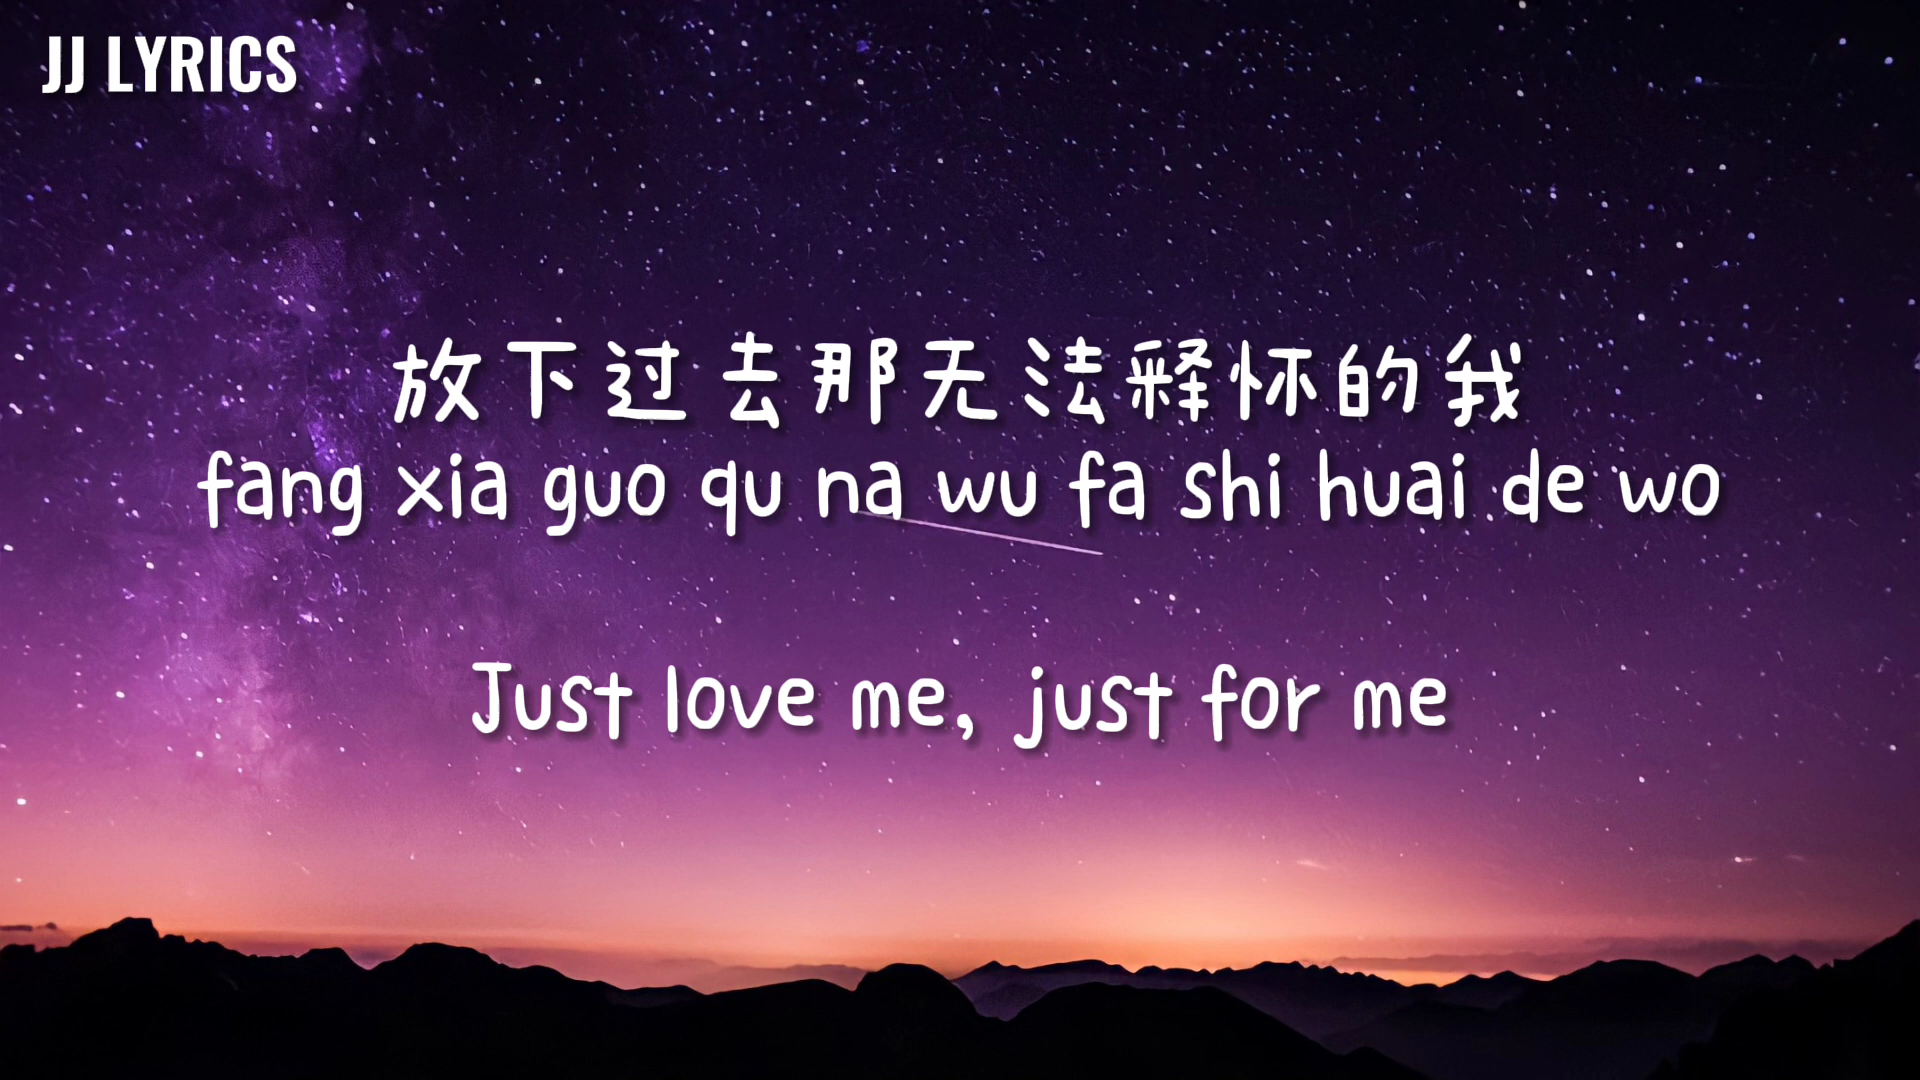 JJ LYRICS
放下过去那无法释怀的我
fang xia guo qu na wu fa shi huai de wo
Just love me, just for me